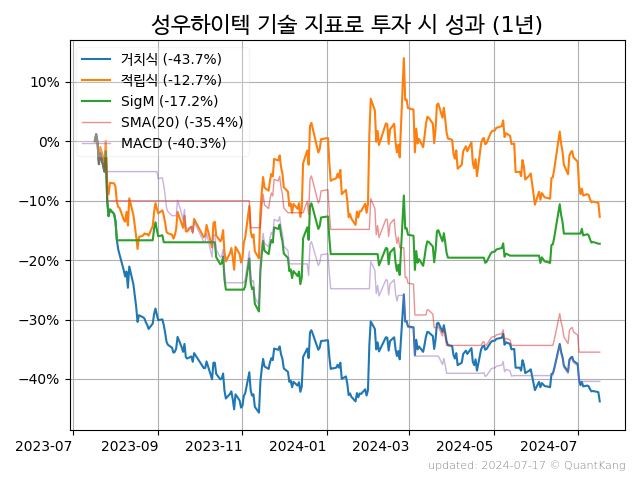 성우하이텍 기술 지표로 투자 시 성과 (1년)
거치식 (-43.7%)
적립식 (-12.7%)
SigM (-17.2%)
SMA(20) (-35.4%)
MACD (-40.3%)
10%
0%
−10%
−20%
−30%
−40%
2023-07 2023-09 2023-11 2024-01 2024-03 2024-05 2024-07
updated: 2024-07-17 © QuantKang